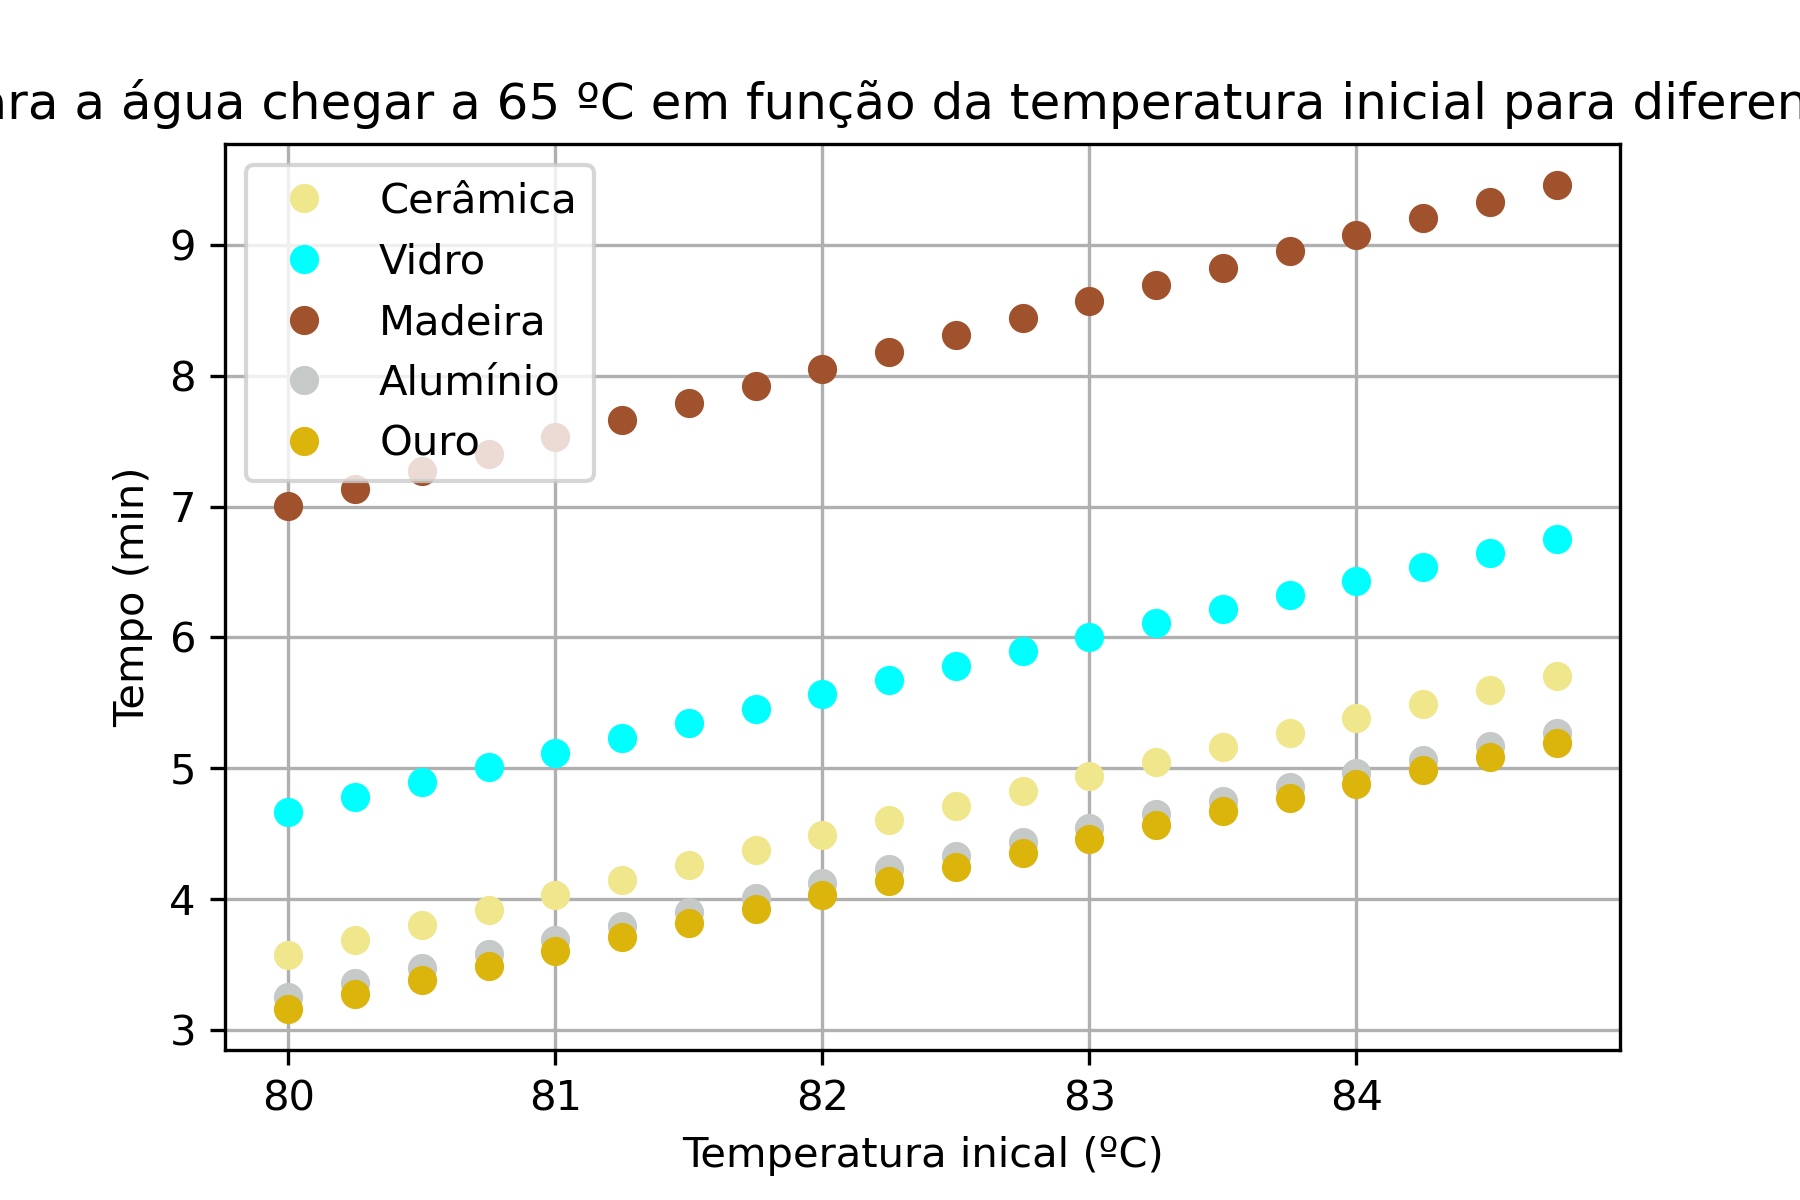 ara a água chegar a 65 ºC em função da temperatura inicial para diferen
Cerâmica
Vidro
Madeira
Alumínio
Ouro
Tempo (min)
9
8
7
6
5
4
3
80 81 82 83 84
Temperatura inical (ºC)